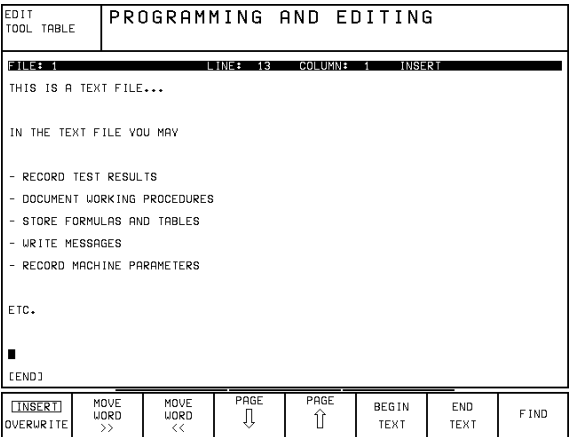 EDIT
TOOL TABLE
PROGRAMMING AND EDITING
FILE: 1 LINE: 13 COLUMN: 1 INSERT
THIS IS A TEXT FILE...
IN THE TEXT FILE YOU MAY
- RECORD TEST RESULTS
- DOCUMENT WORKING PROCEDURES
- STORE FORMULAS AND TABLES
- WRITE MESSAGES
- RECORD MACHINE PARAMETERS
ETC.
[END]
INSERT
OVERWRITE
MOVE
WORD
>>
MOVE
WORD
<<
PAGE
⇩
PAGE
⇧
BEGIN
TEXT
END
TEXT
FIND